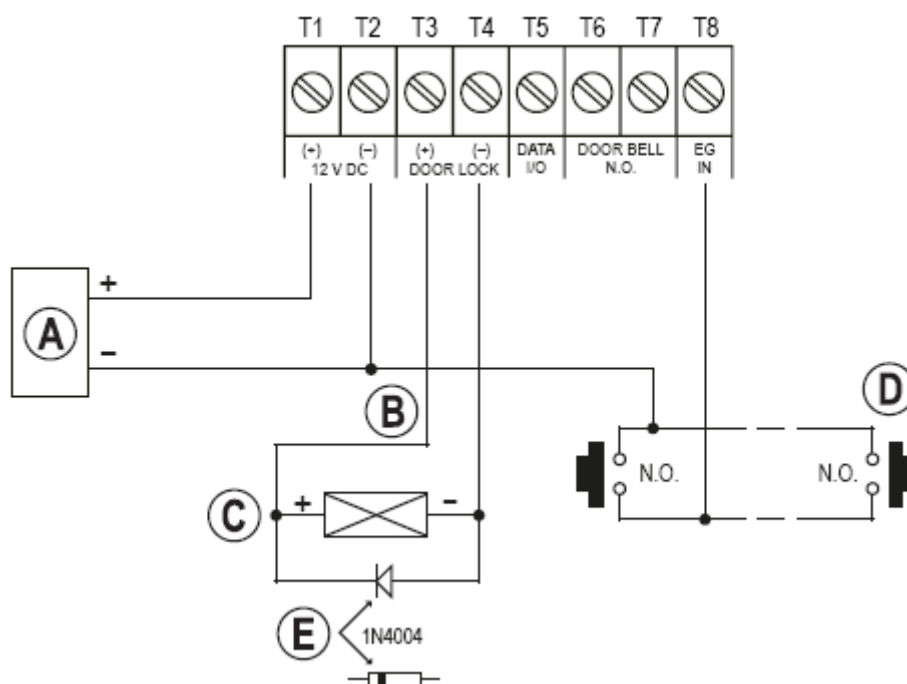 T1 T2 T3 T4 T5 T6 T7 T8
(+) (–) (+) (–) DATA DOOR BELL EG
12 V DC DOOR LOCK I/O N.O. IN
+
A
–
B
D
N.O. N.O.
C + -
E 1N4004